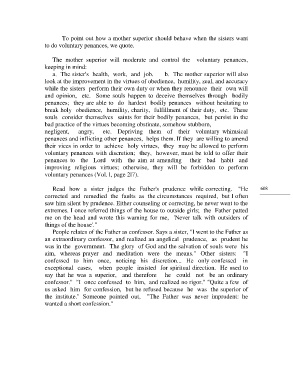 To point out how a mother superior should behave when the sisters want
to do voluntary penances, we quote.
The mother superior will moderate and control the voluntary penances,
keeping in mind:
a. The sister's health, work, and job. b. The mother superior will also
look at the improvement in the virtues of obedience, humility, zeal, and accuracy
while the sisters perform their own duty or when they renounce their own will
and opinion, etc. Some souls happen to deceive themselves through bodily
penances; they are able to do hardest bodily penances without hesitating to
break holy obedience, humility, charity, fulfillment of their duty, etc. These
souls consider themselves saints for their bodily penances, but persist in the
bad practice of the virtues becoming obstinate, somehow stubborn,
negligent, angry, etc. Depriving them of their voluntary whimsical
penances and inflicting other penances, helps them. If they are willing to amend
their vices in order to achieve holy virtues, they may be allowed to perform
voluntary penances with discretion; they, however, must be told to offer their
penances to the Lord with the aim at amending their bad habit and
improving religious virtues; otherwise, they will be forbidden to perform
voluntary penances (Vol. 1, page 217).
Read how a sister judges the Father's prudence while correcting, "He
corrected and remedied the faults as the circumstances required, but I often
saw him silent by prudence. Either counseling or correcting, he never went to the
extremes. I once referred things of the house to outside girls; the Father patted
me on the head and wrote this warning for me, 'Never talk with outsiders of
things of the house'."
People relates of the Father as confessor. Says a sister, "I went to the Father as
an extraordinary confessor, and realized an angelical prudence, as prudent he
was in the government. The glory of God and the salvation of souls were his
aim, whereas prayer and meditation were the means." Other sisters: "I
confessed to him once, noticing his discretion... He only confessed in
exceptional cases, when people insisted for spiritual direction. He used to
say that he was a superior, and therefore he could not be an ordinary
confessor." "I once confessed to him, and realized no rigor." "Quite a few of
us asked him for confession, but he refused because he was the superior of
the institute." Someone pointed out, "The Father was never imprudent: he
wanted a short confession."